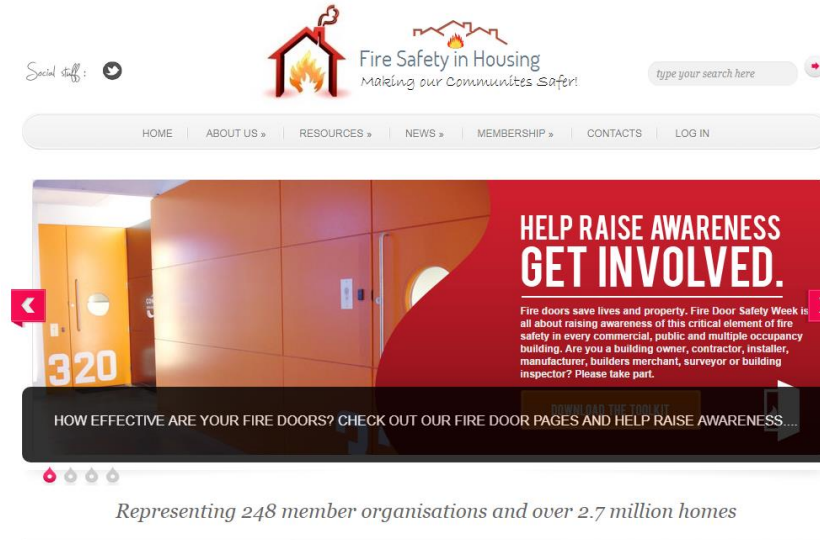 Social stuff :
Fire Safety in Housing
Making our Communites Safer!
type your search here
HOME ABOUT US » RESOURCES » NEWS » MEMBERSHIP » CONTACTS LOG IN
HELP RAISE AWARENESS
GET INVOLVED.
Fire doors save lives and property. Fire Door Safety Week is
all about raising awareness of this critical element of fire
safety in every commercial, public and multiple occupancy
building. Are you a building owner, contractor, installer,
manufacturer, builders merchant, surveyor or building
inspector? Please take part.
320
DOWNLOAD THE TOOLKIT
HOW EFFECTIVE ARE YOUR FIRE DOORS? CHECK OUT OUR FIRE DOOR PAGES AND HELP RAISE AWARENESS....
Representing 248 member organisations and over 2.7 million homes